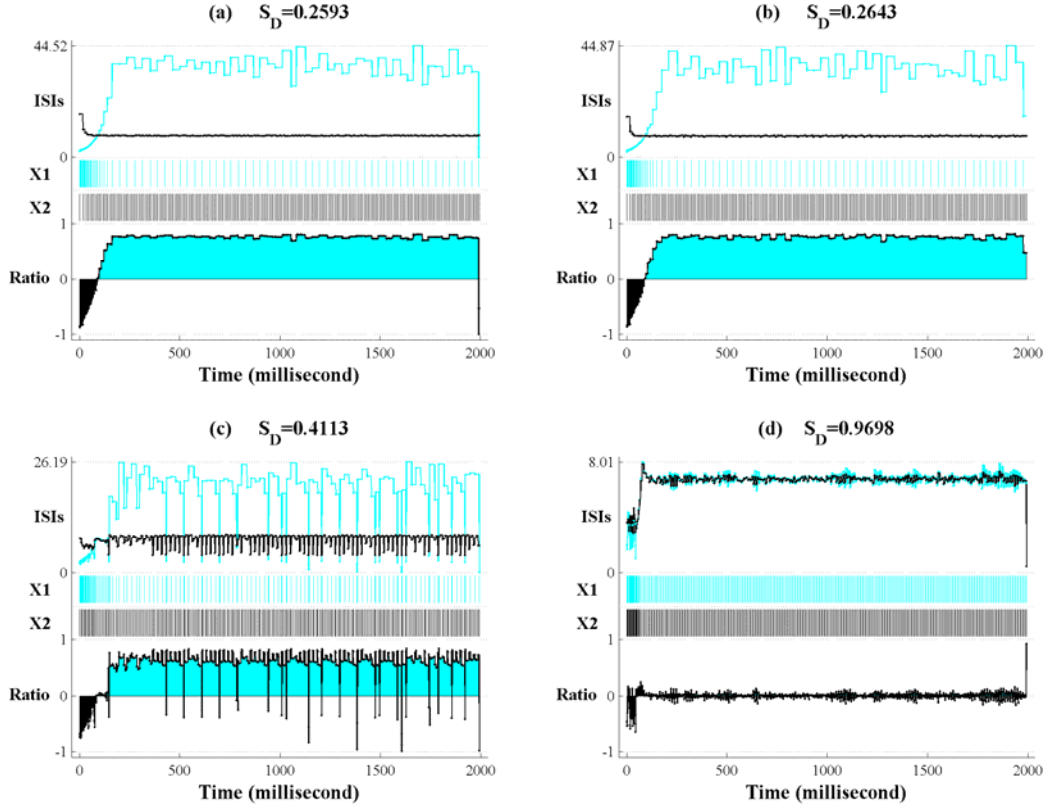 (a) S_D=0.2593
44.52
ISIs
0
X1
X2
1
Ratio 0
-1
0 500 1000 1500 2000
Time (millisecond)
(b) S_D=0.2643
44.87
ISIs
0
X1
X2
1
Ratio 0
-1
0 500 1000 1500 2000
Time (millisecond)
(c) S_D=0.4113
26.19
ISIs
0
X1
X2
1
Ratio 0
-1
0 500 1000 1500 2000
Time (millisecond)
(d) S_D=0.9698
8.01
ISIs
0
X1
X2
1
Ratio 0
-1
0 500 1000 1500 2000
Time (millisecond)